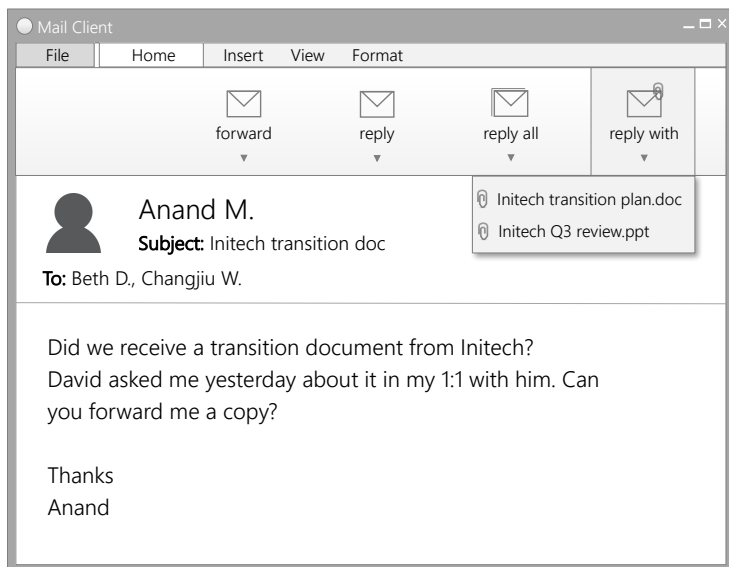 Mail Client
File Home Insert View Format
forward reply reply all reply with
Initech transition plan.doc
Initech Q3 review.ppt
Anand M.
Subject: Initech transition doc
To: Beth D., Changjiu W.
Did we receive a transition document from Initech?
David asked me yesterday about it in my 1:1 with him. Can
you forward me a copy?
Thanks
Anand